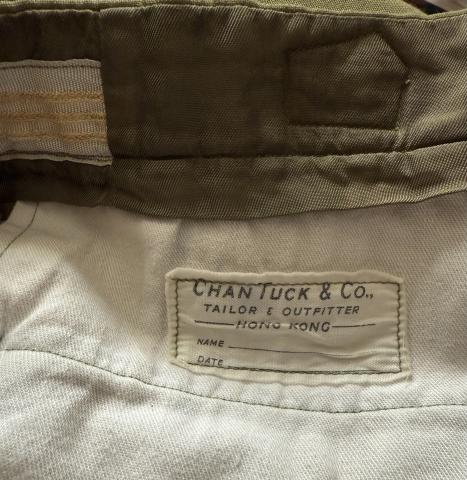 CHAN TUCK & CO.,
TAILOR & OUTFITTER
HONG KONG
NAME
DATE